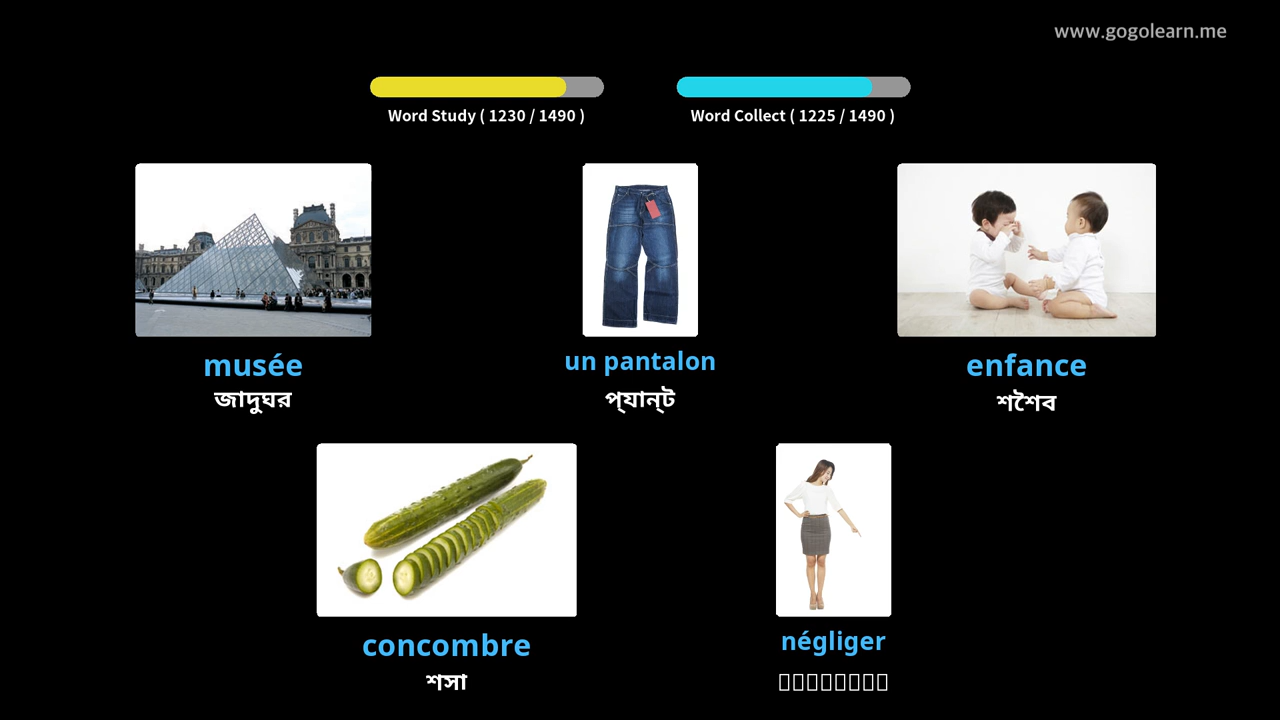 www.gogolearn.me
Word Study ( 1230 / 1490 )
Word Collect ( 1225 / 1490 )
musée
un pantalon
enfance
জাদুঘর
প্যান্ট
শশৈব
concombre
négliger
শসা